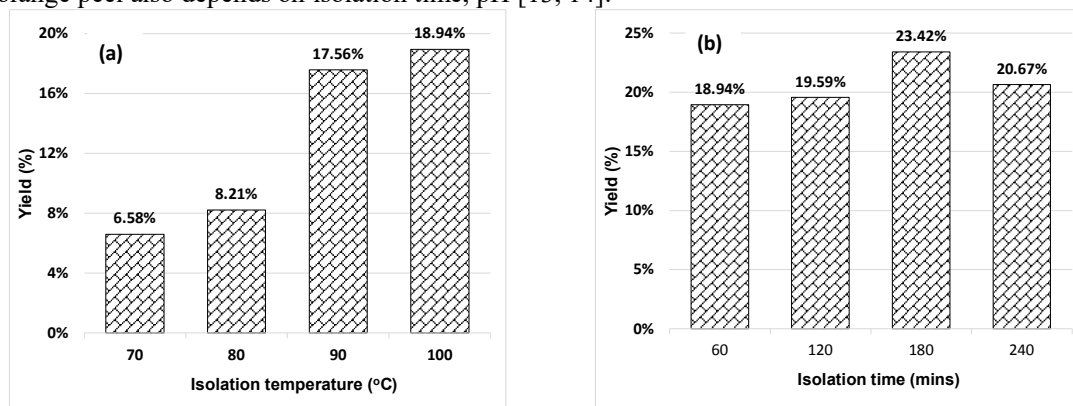 orange peel also depends on isolation time, pH [13, 14].
(a)
20%
16%
12%
8%
4%
0%
6.58%
8.21%
17.56%
18.94%
70 80 90 100
Yield (%)
Isolation temperature (oC)
(b)
25%
20%
15%
10%
5%
0%
18.94%
19.59%
23.42%
20.67%
60 120 180 240
Yield (%)
Isolation time (mins)